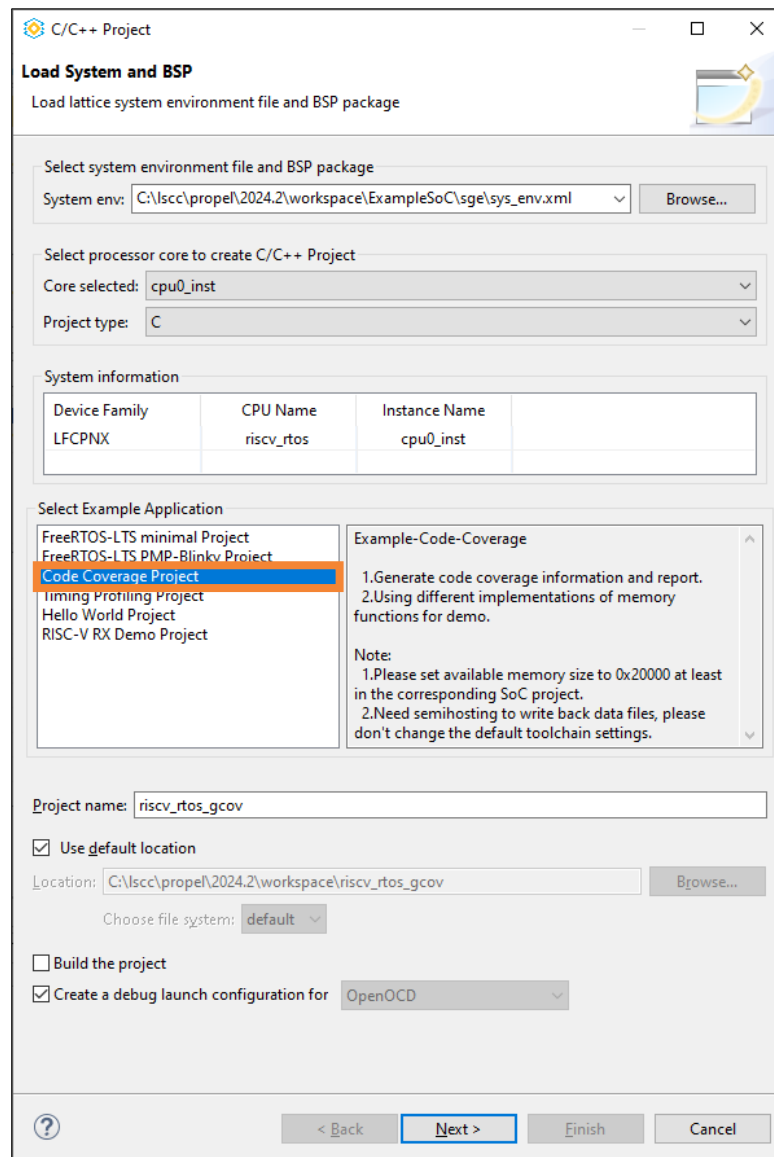 C/C++ Project
Load System and BSP
Load lattice system environment file and BSP package
Select system environment file and BSP package
System env: C:\lscc\propel\2024.2\workspace\ExampleSoC\sge\sys_env.xml Browse...
Select processor core to create C/C++ Project
Core selected: cpu0_inst
Project type: C
System information
Device Family CPU Name Instance Name
LFCPNX riscv_rtos cpu0_inst
Select Example Application
FreeRTOS-LTS minimal Project
FreeRTOS-LTS PMP-Blinky Project
Code Coverage Project
Timing Profiling Project
Hello World Project
RISC-V RX Demo Project
Example-Code-Coverage
1.Generate code coverage information and report.
2.Using different implementations of memory
functions for demo.
Note:
1.Please set available memory size to 0x20000 at least
in the corresponding SoC project.
2.Need semihosting to write back data files, please
don't change the default toolchain settings.
Project name: riscv_rtos_gcov
Use default location
Location: C:\lscc\propel\2024.2\workspace\riscv_rtos_gcov Browse...
Choose file system: default
Build the project
Create a debug launch configuration for OpenOCD
? < Back Next > Finish Cancel